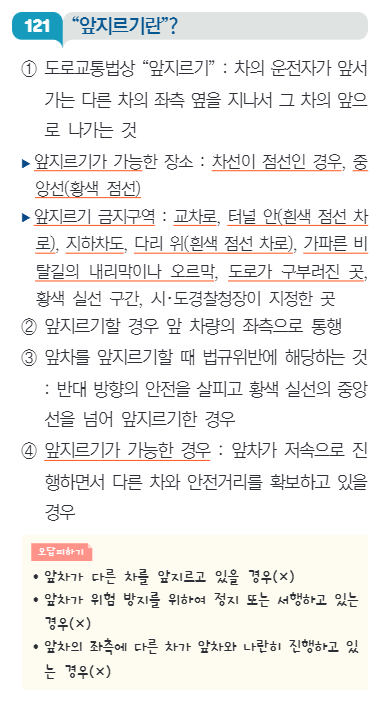 121 “앞지르기란”?
① 도로교통법상 “앞지르기” : 차의 운전자가 앞서
가는 다른 차의 좌측 옆을 지나서 그 차의 앞으
로 나가는 것
▶ 앞지르기가 가능한 장소 : 차선이 점선인 경우, 중
앙선(황색 점선)
▶ 앞지르기 금지구역 : 교차로, 터널 안(흰색 점선 차
로), 지하차도, 다리 위(흰색 점선 차로), 가파른 비
탈길의 내리막이나 오르막, 도로가 구부러진 곳,
황색 실선 구간, 시·도경찰청장이 지정한 곳
② 앞지르기할 경우 앞 차량의 좌측으로 통행
③ 앞차를 앞지르기할 때 법규위반에 해당하는 것
: 반대 방향의 안전을 살피고 황색 실선의 중앙
선을 넘어 앞지르기한 경우
④ 앞지르기가 가능한 경우 : 앞차가 저속으로 진
행하면서 다른 차와 안전거리를 확보하고 있을
경우
오답피하기
• 앞차가 다른 차를 앞지르고 있을 경우(×)
• 앞차가 위험 방지를 위하여 정지 또는 서행하고 있는
경우(×)
• 앞차의 좌측에 다른 차가 앞차와 나란히 진행하고 있
는 경우(×)